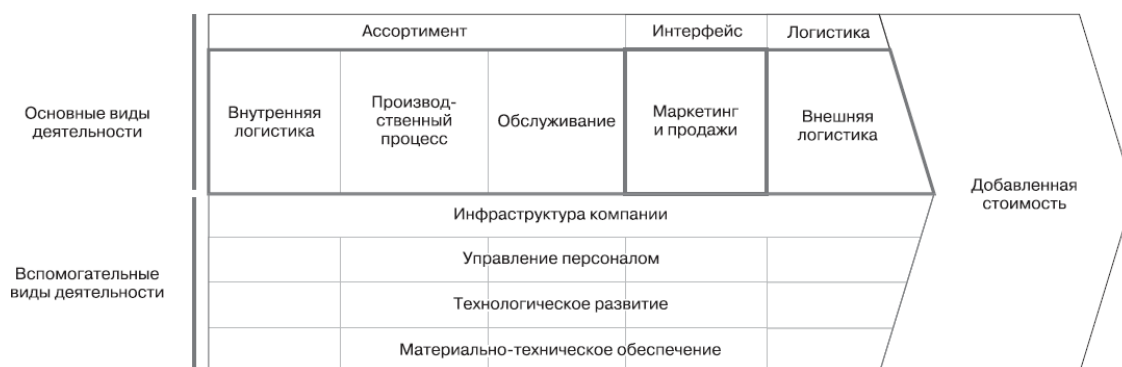 Ассортимент
Интерфейс
Логистика
Основные виды
деятельности
Внутренняя
логистика
Производ-
ственный
процесс
Обслуживание
Маркетинг
и продажи
Внешняя
логистика
Добавленная
стоимость
Вспомогательные
виды деятельности
Инфраструктура компании
Управление персоналом
Технологическое развитие
Материально-техническое обеспечение